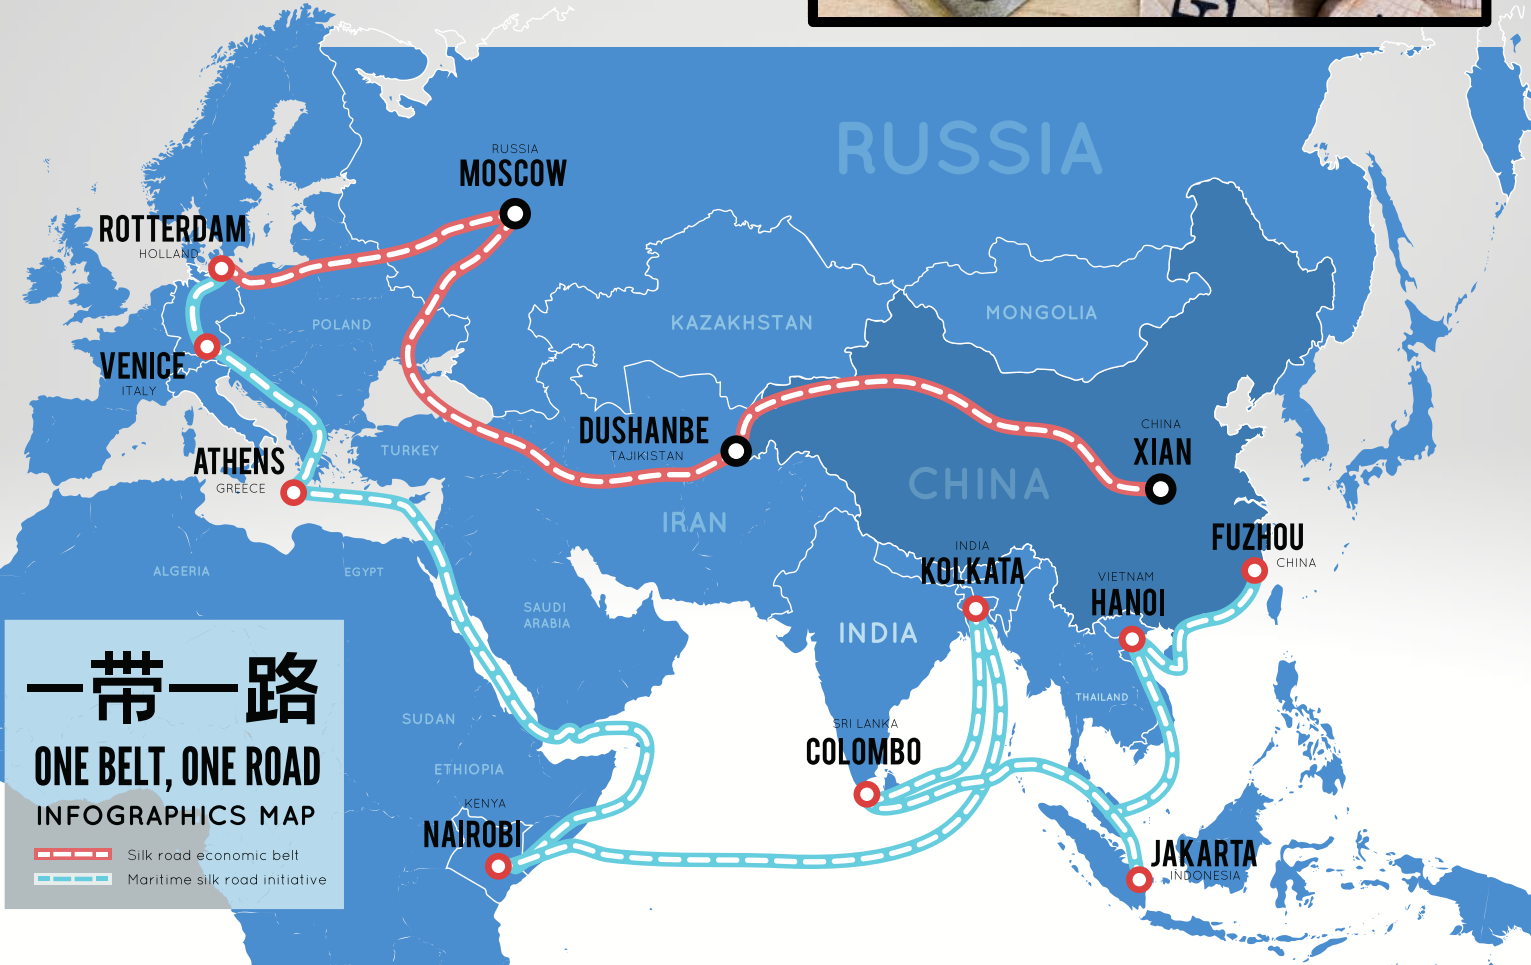 RUSSIA
RUSSIA
MOSCOW
ROTTERDAM
HOLLAND
POLAND
KAZAKHSTAN
MONGOLIA
VENICE
ITALY
DUSHANBE
TAJIKISTAN
TURKEY
CHINA
XIAN
ATHENS
GREECE
CHINA
IRAN
FUZHOU
CHINA
ALGERIA
EGYPT
INDIA
KOLKATA
VIETNAM
HANOI
SAUDI
ARABIA
INDIA
THAILAND
SUDAN
SRI LANKA
COLOMBO
ETHIOPIA
KENYA
NAIROBI
JAKARTA
INDONESIA
一带一路
ONE BELT, ONE ROAD
INFOGRAPHICS MAP
Silk road economic belt
Maritime silk road initiative